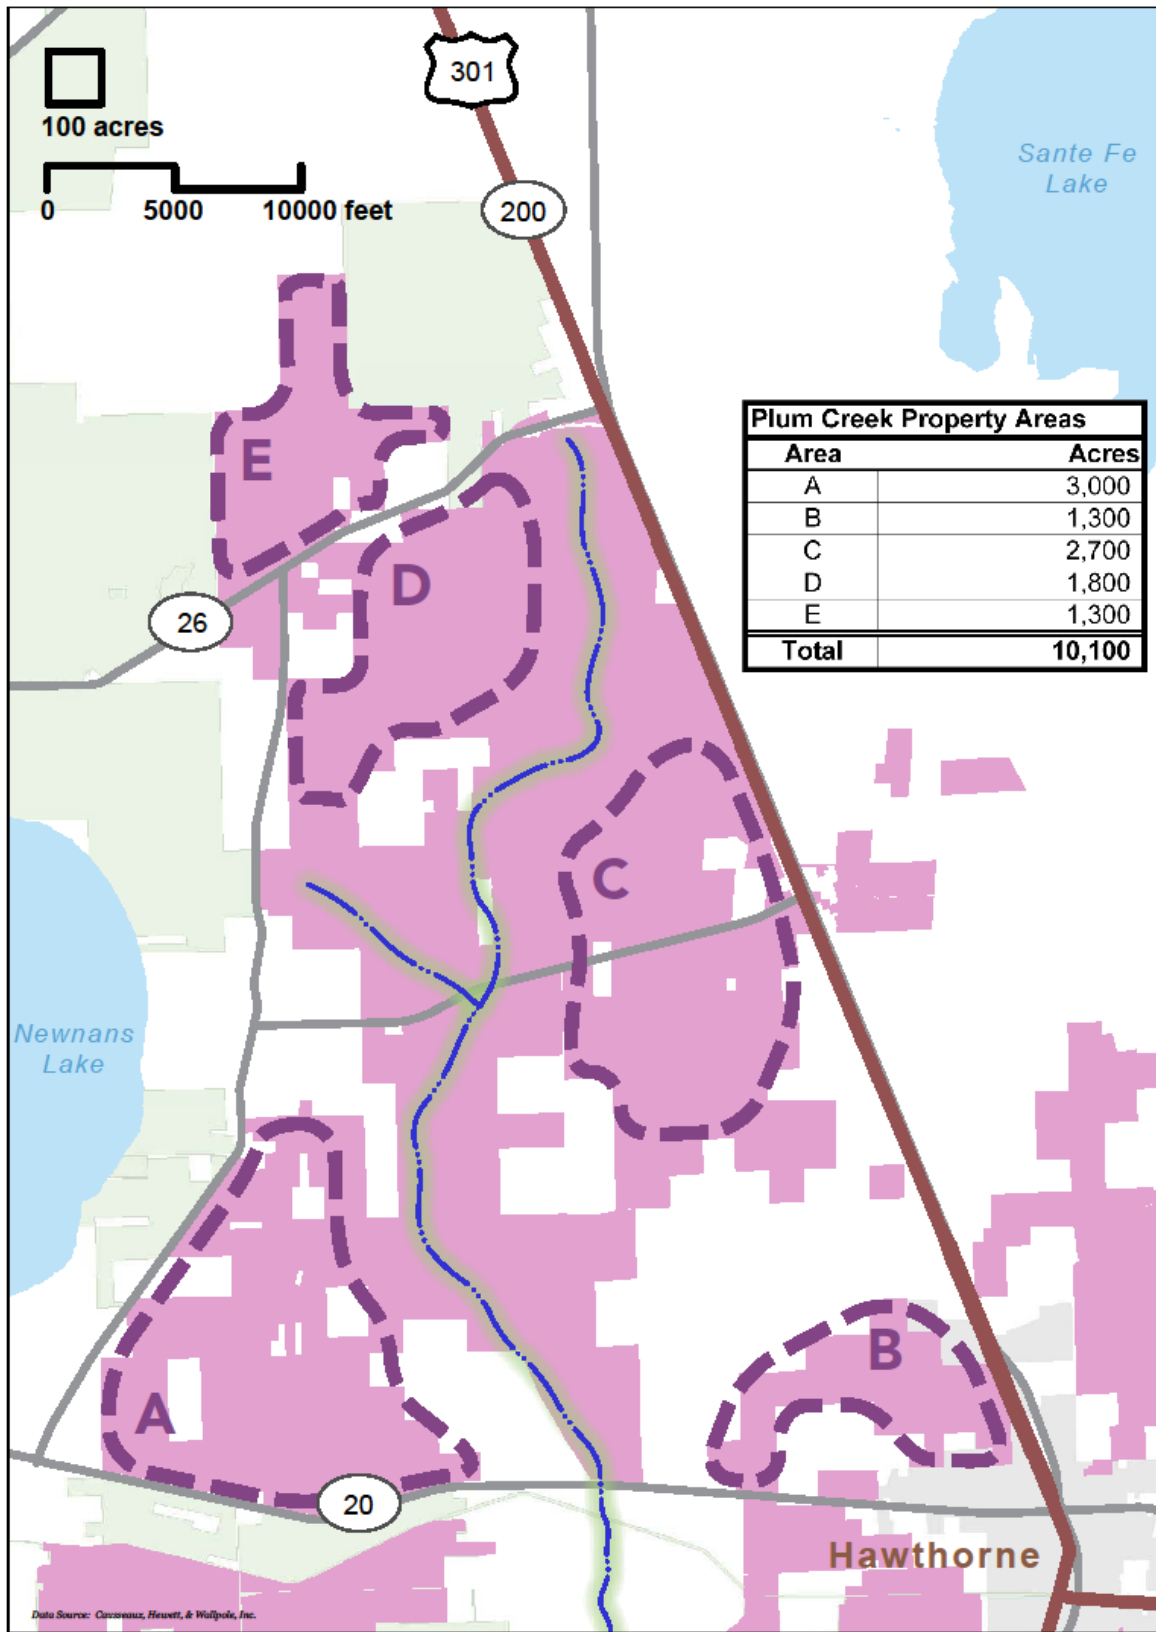 301
100 acres
0 5000 10000 feet
200
Sante Fe
Lake
Plum Creek Property Areas
Area Acres
A 3,000
B 1,300
C 2,700
D 1,800
E 1,300
Total 10,100
E
D
26
C
Newnans
Lake
B
A
20
Hawthorne
Data Source: Causseaux, Hewett, & Wallpole, Inc.